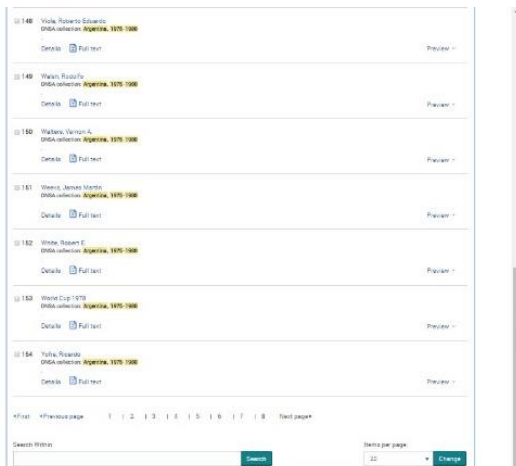 148 Viola, Roberto Eduardo
DNSA collection: Argentina, 1975-1980
Details Full text Preview
149 Walsh, Rodolfo
DNSA collection: Argentina, 1975-1980
Details Full text Preview
150 Walters, Vernon A.
DNSA collection: Argentina, 1975-1980
Details Full text Preview
151 Weeks, James Martin
DNSA collection: Argentina, 1975-1980
Details Full text Preview
152 White, Robert E.
DNSA collection: Argentina, 1975-1980
Details Full text Preview
153 World Cup 1978
DNSA collection: Argentina, 1975-1980
Details Full text Preview
154 Yofre, Ricardo
DNSA collection: Argentina, 1975-1980
Details Full text Preview
First Previous page 1 | 2 | 3 | 4 | 5 | 6 | 7 | 8 Next page
Search Within Items per page:
Search 20 Change